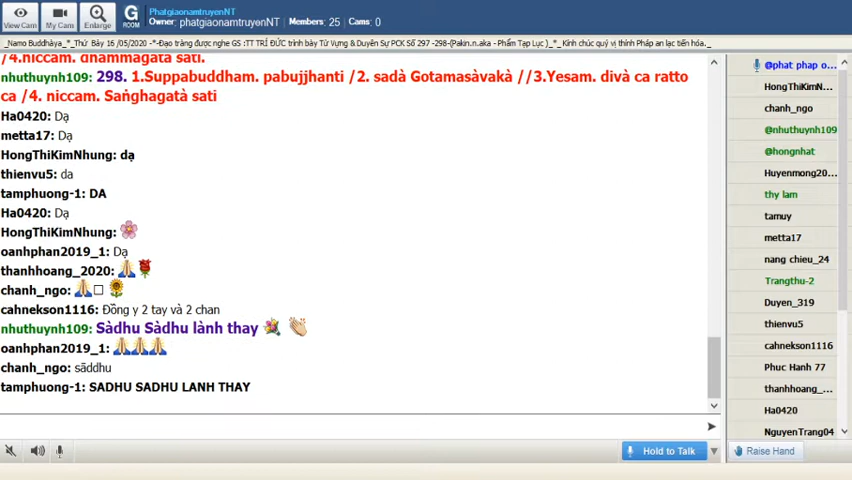 View Cam
My Cam
Enlarge
G
ROOM
PhatgiaonamtruyenNT
Owner: phatgiaonamtruyenNT Members: 25 Cams: 0
_Namo Buddhàya_*_Thứ Bảy 16 /05/2020 -*-Đạo tràng được nghe GS :TT TRÍ ĐỨC trình bày Từ Vựng & Duyên Sự PCK Số 297 -298-(Pakin.n.aka - Phẩm Tạp Lục )_*_ Kính chúc quý vị thính Pháp an lạc tiến hóa._
/4.niccam. dhammagatà sati.
nhuthuynh109: 298. 1.Suppabuddham. pabujjhanti /2. sadà Gotamasàvakà //3.Yesam. divà ca ratto
ca /4. niccam. Saṅghagatà sati
Ha0420: Dạ
metta17: Dạ
HongThiKimNhung: dạ
thienvu5: da
tamphuong-1: DA
Ha0420: Dạ
HongThiKimNhung:
oanhphan2019_1: Dạ
thanhhoang_2020:
chanh_ngo:
cahnekson1116: Đồng y 2 tay và 2 chan
nhuthuynh109: Sàdhu Sàdhu lành thay
oanhphan2019_1:
chanh_ngo: sãddhu
tamphuong-1: SADHU SADHU LANH THAY
@phat phap o...
HongThiKimN...
chanh_ngo
@nhuthuynh109
@hongnhat
Huyenmong20...
thy lam
tamuy
metta17
nang chieu_24
Trangthu-2
Duyen_319
thienvu5
cahnekson1116
Phuc Hanh 77
thanhhoang_...
Ha0420
NguyenTrang04
Hold to Talk
Raise Hand